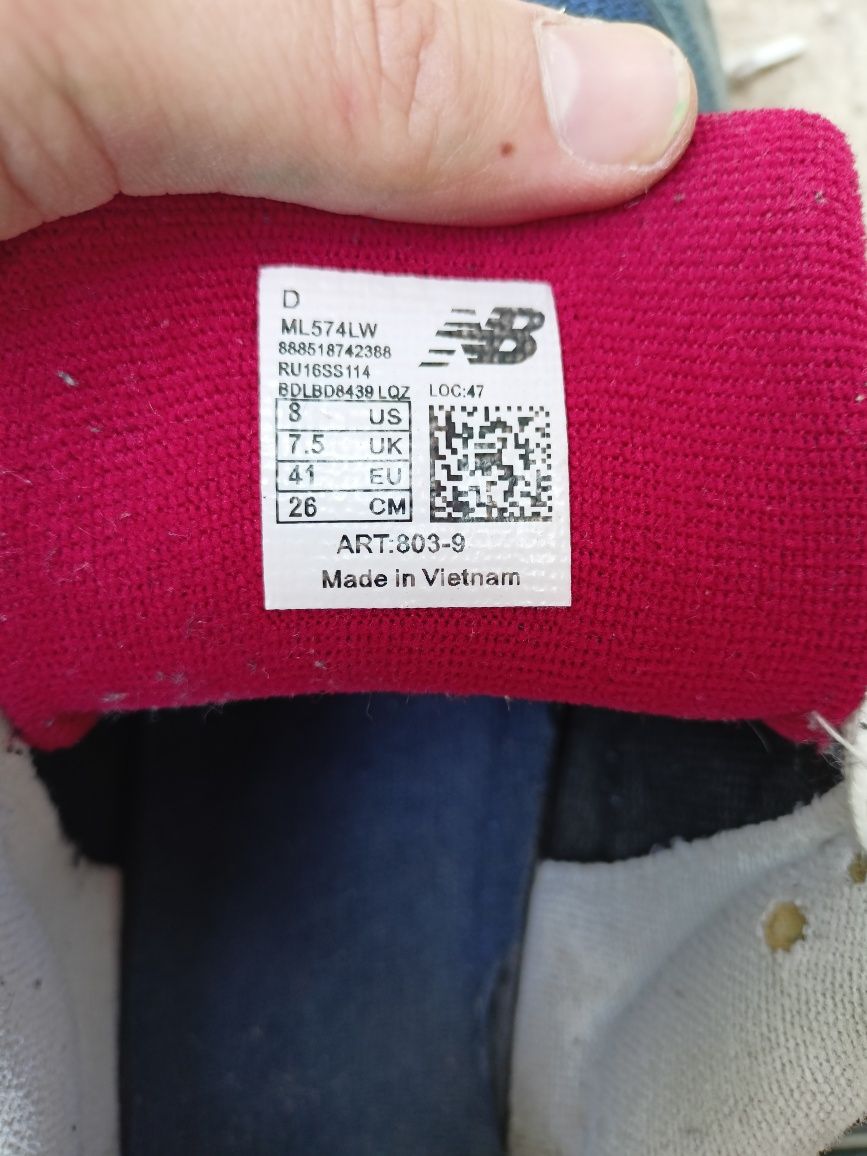 D
ML574LW
NB
888518742388
RU16SS114
BDLBD8439 LQZ LOC:47
8 US
7.5 UK
41 EU
26 CM
ART:803-9
Made in Vietnam